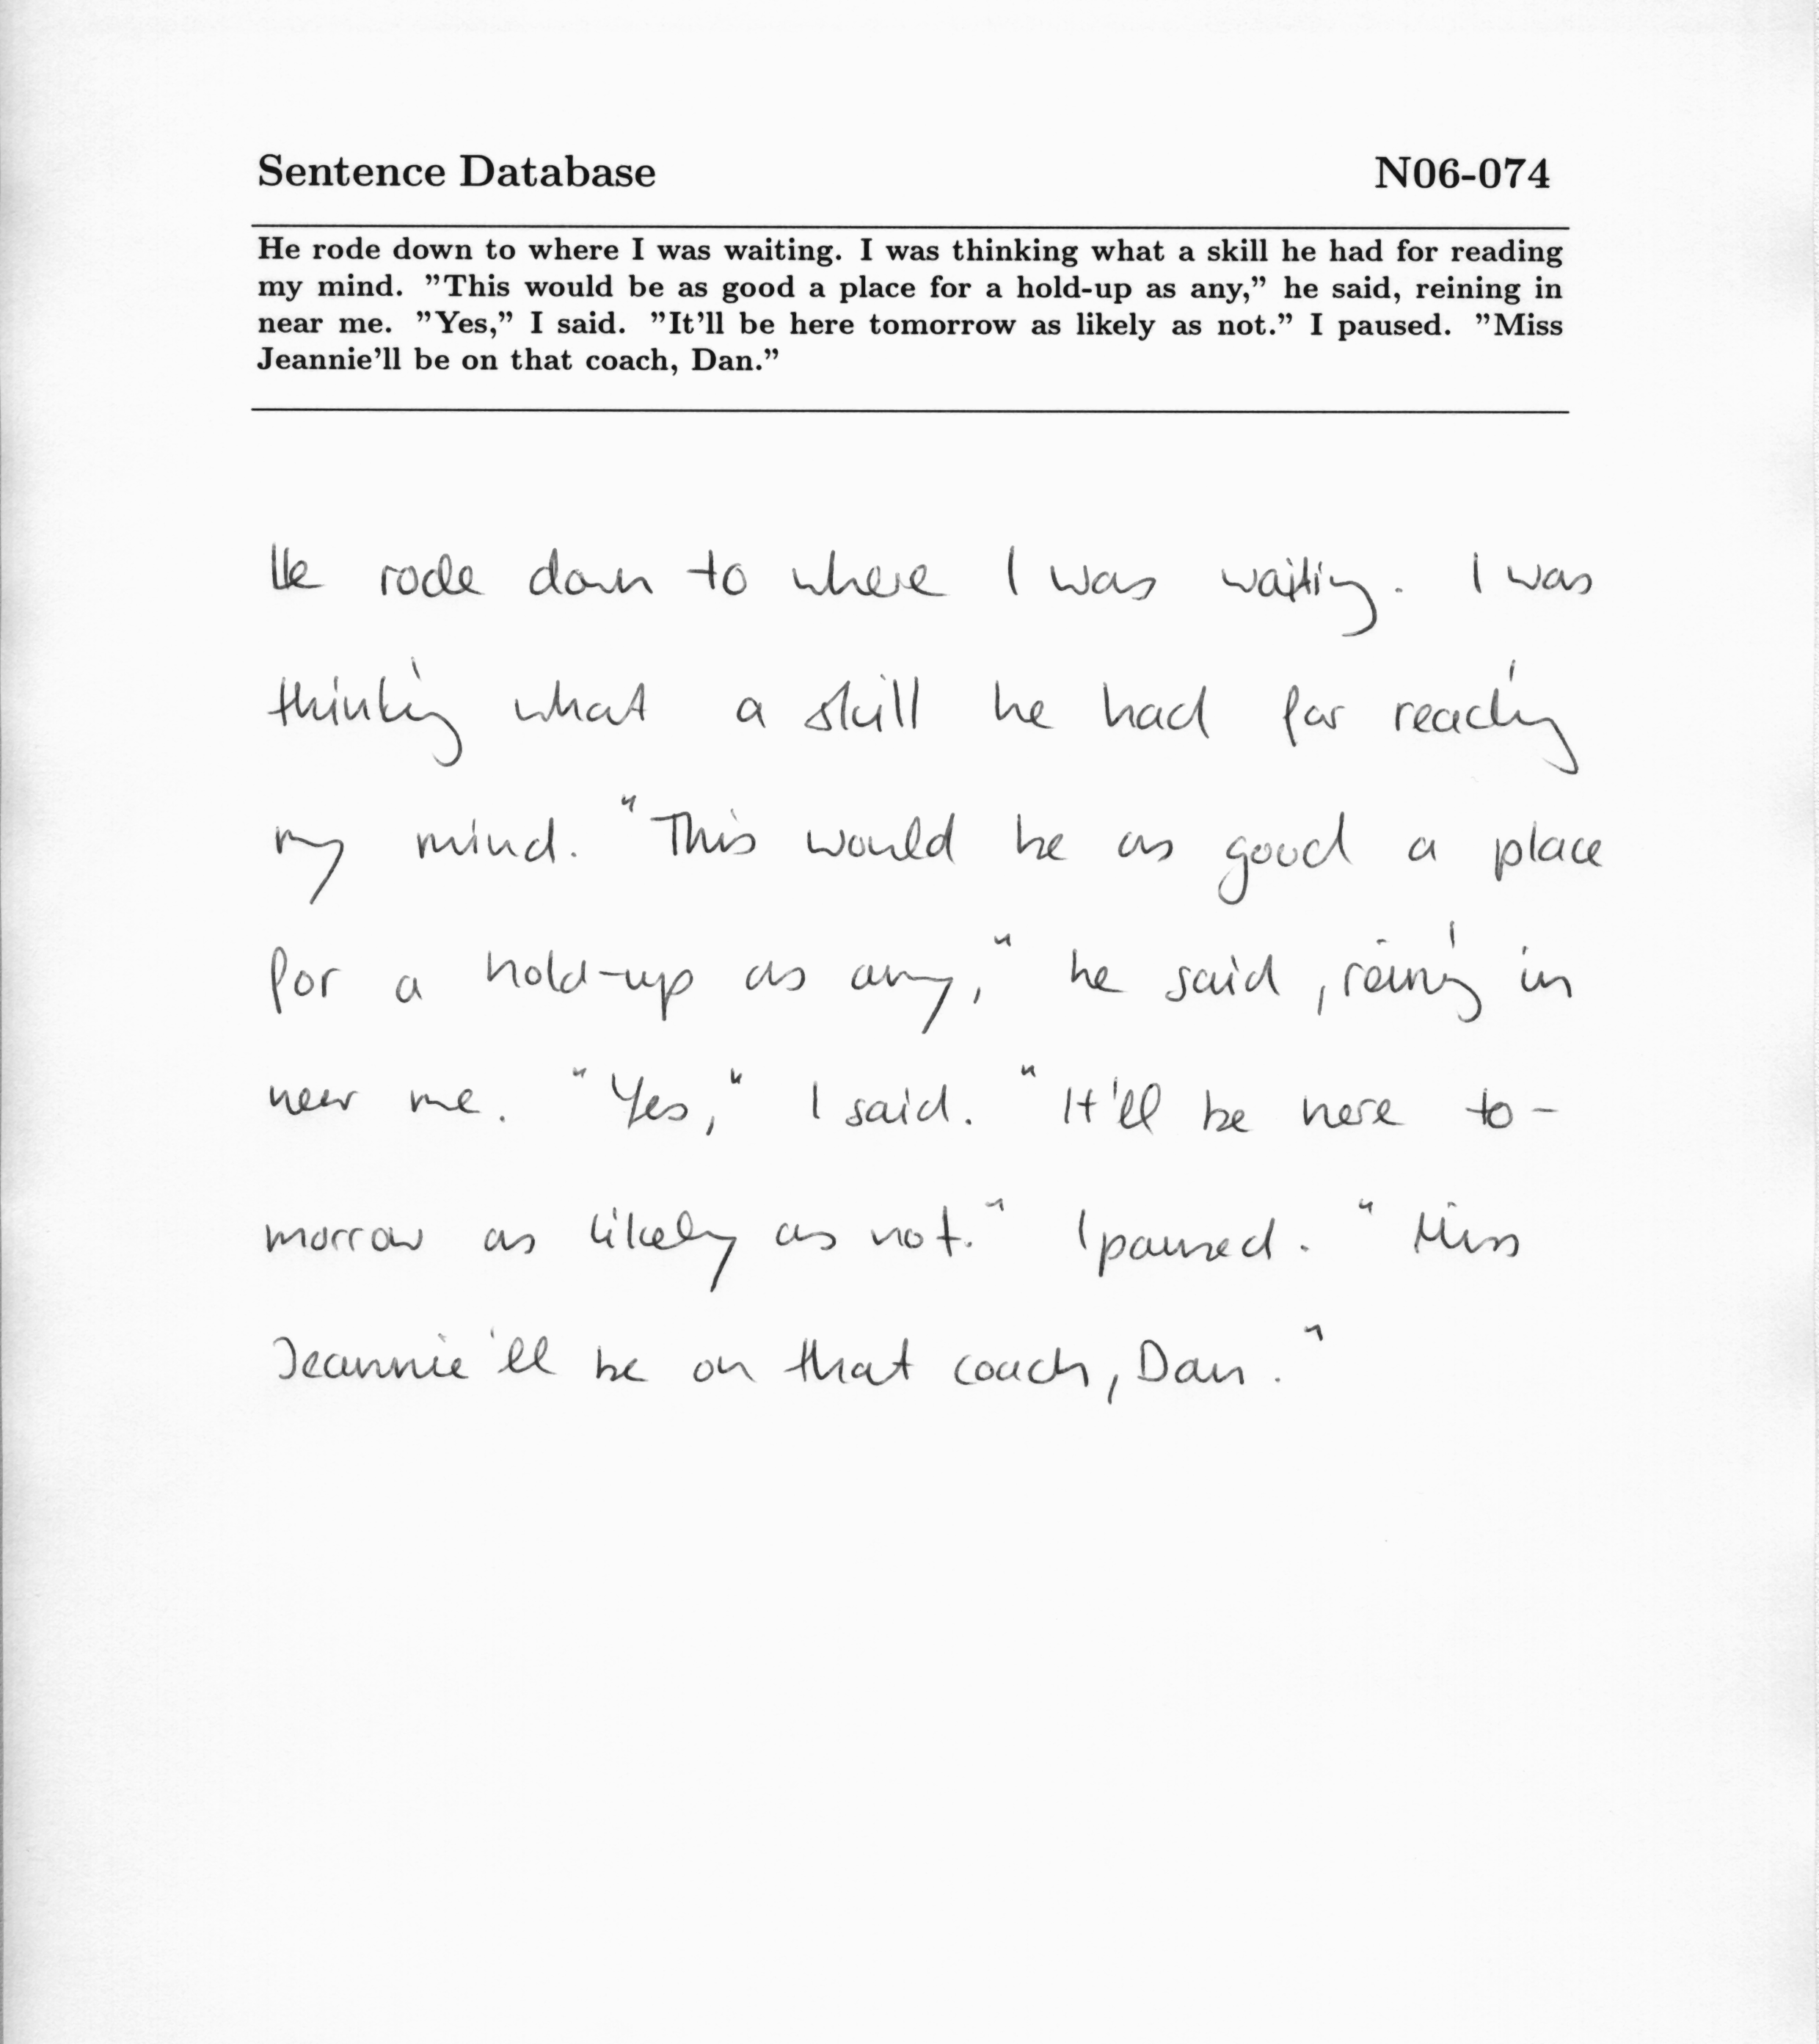 Sentence Database N06-074
He rode down to where I was waiting. I was thinking what a skill he had for reading
my mind. ”This would be as good a place for a hold-up as any,” he said, reining in
near me. ”Yes,” I said. ”It’ll be here tomorrow as likely as not.” I paused. ”Miss
Jeannie’ll be on that coach, Dan.”
He rode down to where I was waiting. I was
thinking what a skill he had for reading
my mind. "This would be as good a place
for a hold-up as any," he said, reining in
near me. "Yes," I said. "It'll be here to-
morrow as likely as not." I paused. "Miss
Jeannie'll be on that coach, Dan."